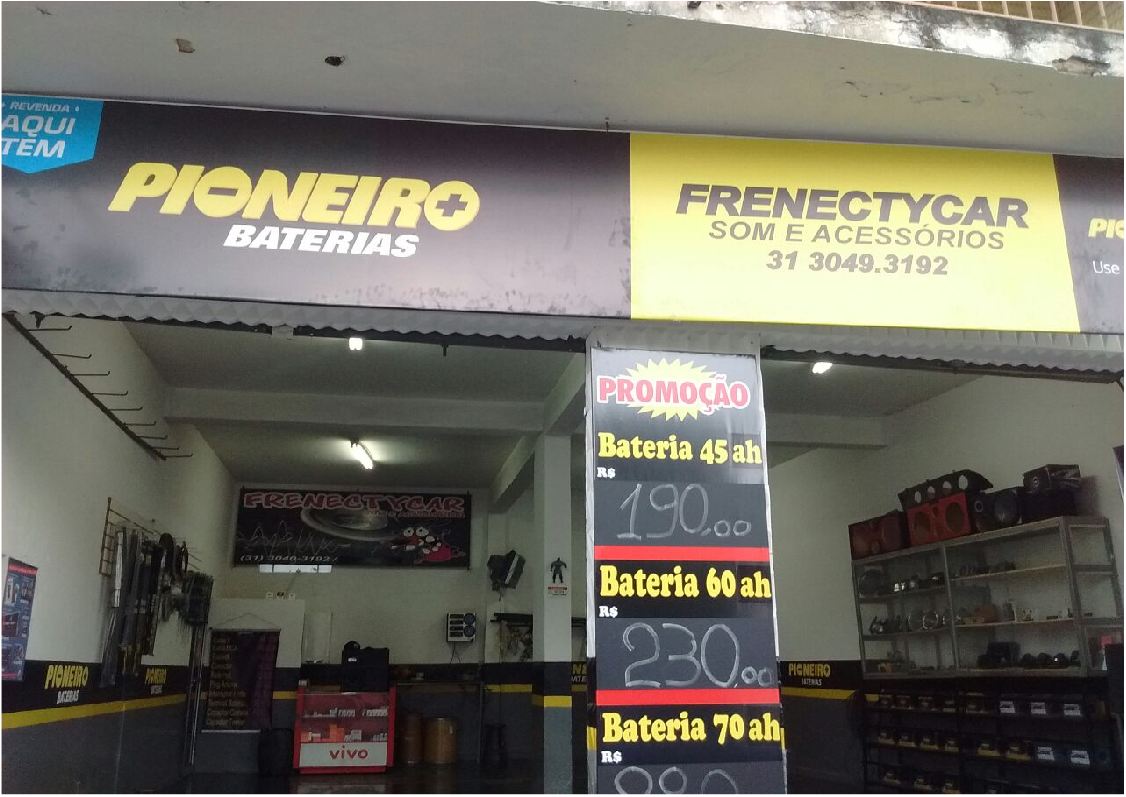 • REVENDA •
AQUI
TEM
PIONEIRO
BATERIAS
FRENECTYCAR
SOM E ACESSÓRIOS
31 3049.3192
Use
PROMOÇÃO
Bateria 45 ah
R$
190,00
Bateria 60 ah
R$
230,00
Bateria 70 ah
R$
FRENECTYCAR
PIONEIRO
BATERIAS
PIONEIRO
PIONEIRO
BATERIAS
vivo